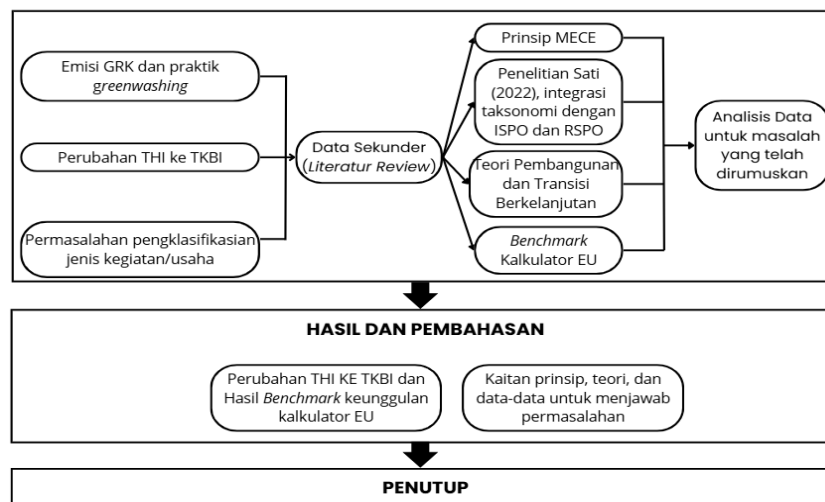 Emisi GRK dan praktik
greenwashing
Perubahan THI ke TKBI
Permasalahan pengklasifikasian
jenis kegiatan/usaha
Data Sekunder
(Literatur Review)
Prinsip MECE
Penelitian Sati
(2022), integrasi
taksonomi dengan
ISPO dan RSPO
Teori Pembangunan
dan Transisi
Berkelanjutan
Benchmark
Kalkulator EU
Analisis Data
untuk masalah
yang telah
dirumuskan
HASIL DAN PEMBAHASAN
Perubahan THI KE TKBI dan
Hasil Benchmark keunggulan
kalkulator EU
Kaitan prinsip, teori, dan
data-data untuk menjawab
permasalahan
PENUTUP